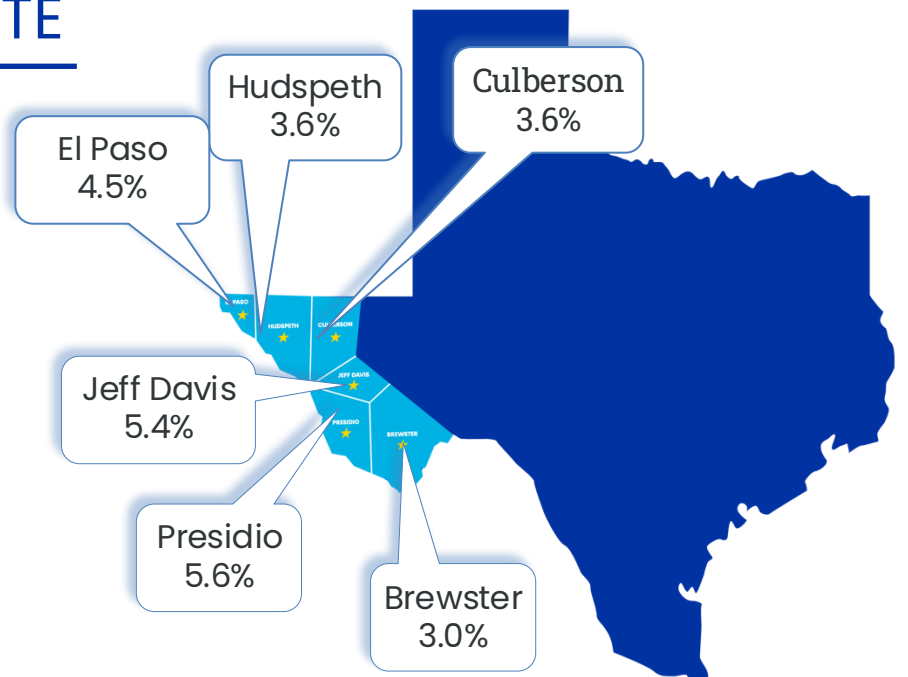 TE
Hudspeth
3.6%
Culberson
3.6%
El Paso
4.5%
PASO
HUDSPETH
JEFF DAVIS
Jeff Davis
5.4%
PRESIDIO
BREWSTER
Presidio
5.6%
Brewster
3.0%